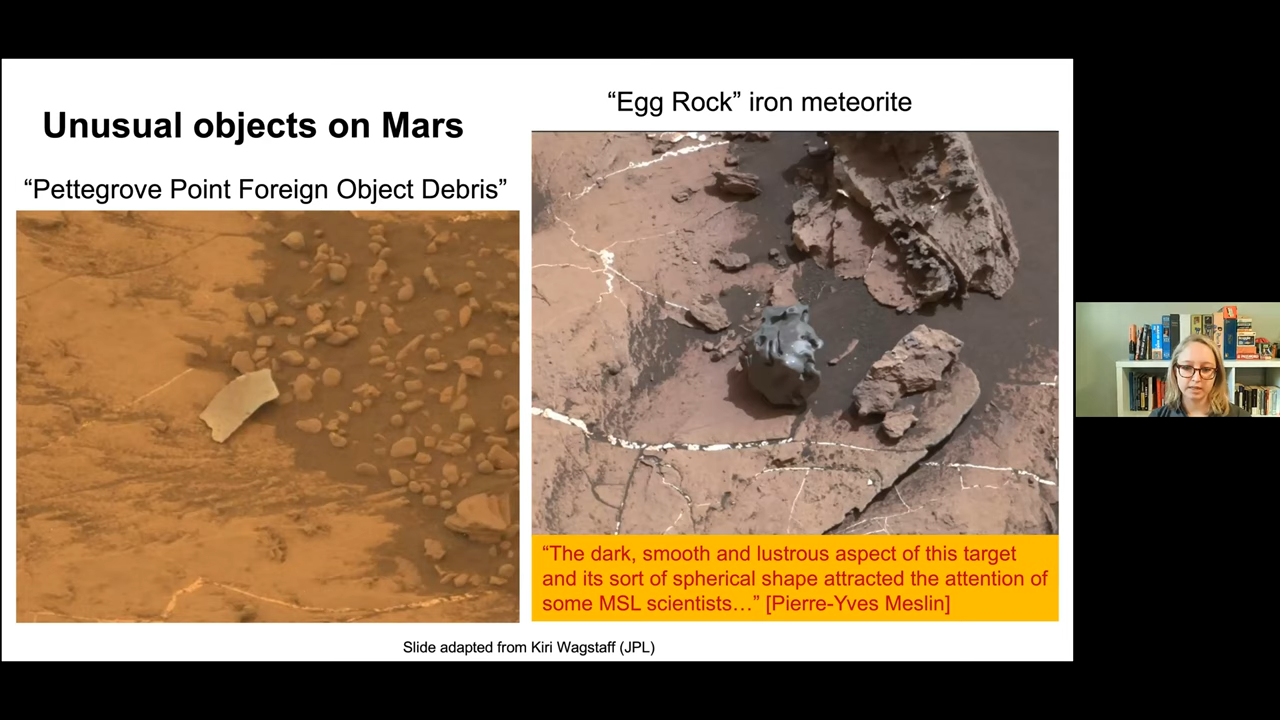 Unusual objects on Mars
“Pettegrove Point Foreign Object Debris”
“Egg Rock” iron meteorite
“The dark, smooth and lustrous aspect of this target
and its sort of spherical shape attracted the attention of
some MSL scientists…” [Pierre-Yves Meslin]
Slide adapted from Kiri Wagstaff (JPL)